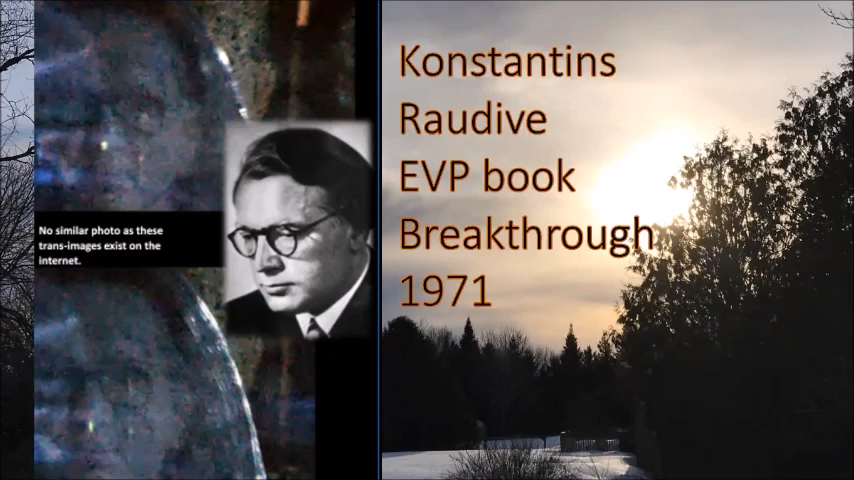 No similar photo as these
trans-images exist on the
internet.
Konstantins
Raudive
EVP book
Breakthrough
1971